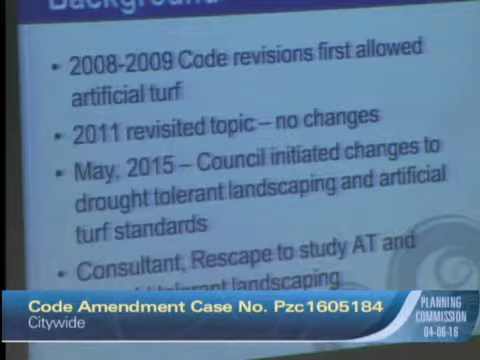 Background
• 2008-2009 Code revisions first allowed
artificial turf
• 2011 revisited topic – no changes
• May, 2015 – Council initiated changes to
drought tolerant landscaping and artificial
turf standards
• Consultant, Rescape to study AT and
tolerant landscaping
Code Amendment Case No. Pzc1605184
Citywide
PLANNING
COMMISSION
04-06-16